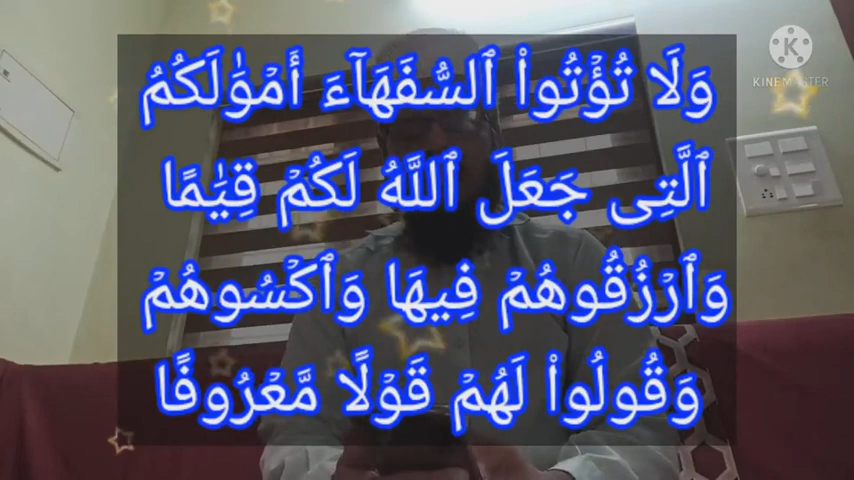 وَلَا تُؤْتُوا۟ ٱلسُّفَهَآءَ أَمْوَٰلَكُمُ
ٱلَّتِى جَعَلَ ٱللَّهُ لَكُمْ قِيَٰمًا
وَٱرْزُقُوهُمْ فِيهَا وَٱكْسُوهُمْ
وَقُولُوا۟ لَهُمْ قَوْلًا مَّعْرُوفًا
K
KINEMASTER